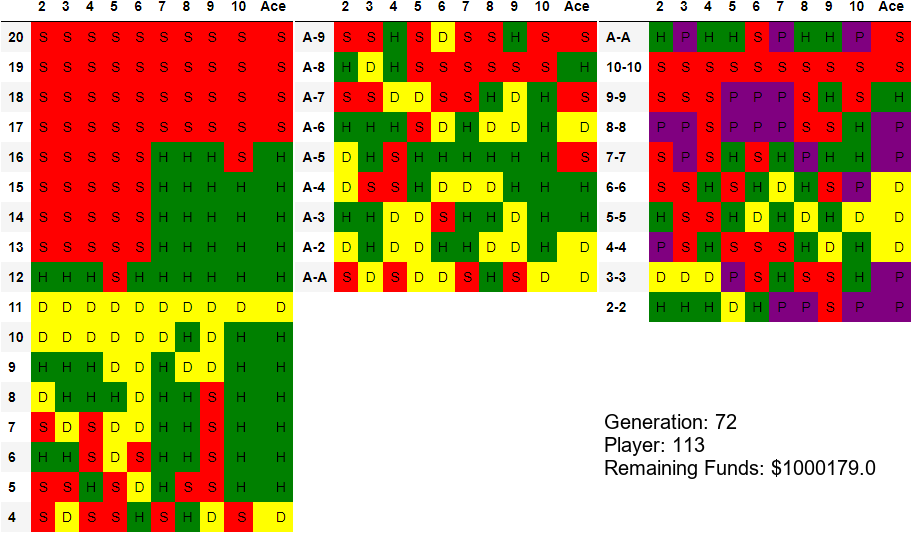 2 3 4 5 6 7 8 9 10 Ace
20 S S S S S S S S S S
19 S S S S S S S S S S
18 S S S S S S S S S S
17 S S S S S S S S S S
16 S S S S S H H H S H
15 S S S S S H H H H H
14 S S S S S H H H H H
13 S S S S S H H H H H
12 H H H S H H H H H H
11 D D D D D D D D D D
10 D D D D D D H D H H
9 H H H D D H D D H H
8 D H H H D H H S H H
7 S D S D D H H S H H
6 H H S D S H H S H H
5 S S H S D H S S H H
4 S D S S H S H D S D
2 3 4 5 6 7 8 9 10 Ace
A-9 S S H S D S S H S S
A-8 H D H S S S S S S H
A-7 S S D D S S H D H S
A-6 H H H S D H D D H D
A-5 D H S H H H H H H S
A-4 D S S H D D D H H H
A-3 H H D D S H H D H H
A-2 D H D D H H D D H D
A-A S D S D D S H S D D
2 3 4 5 6 7 8 9 10 Ace
A-A H P H H S P H H P S
10-10 S S S S S S S S S S
9-9 S S S P P P S H S H
8-8 P P S P P P S S H P
7-7 S P S H S H P H H P
6-6 S S H S H D H S P D
5-5 H S S H D H D H D D
4-4 P S H S S S H D H D
3-3 D D D P S H S S H P
2-2 H H H D H P P S P P
Generation: 72
Player: 113
Remaining Funds: $1000179.0